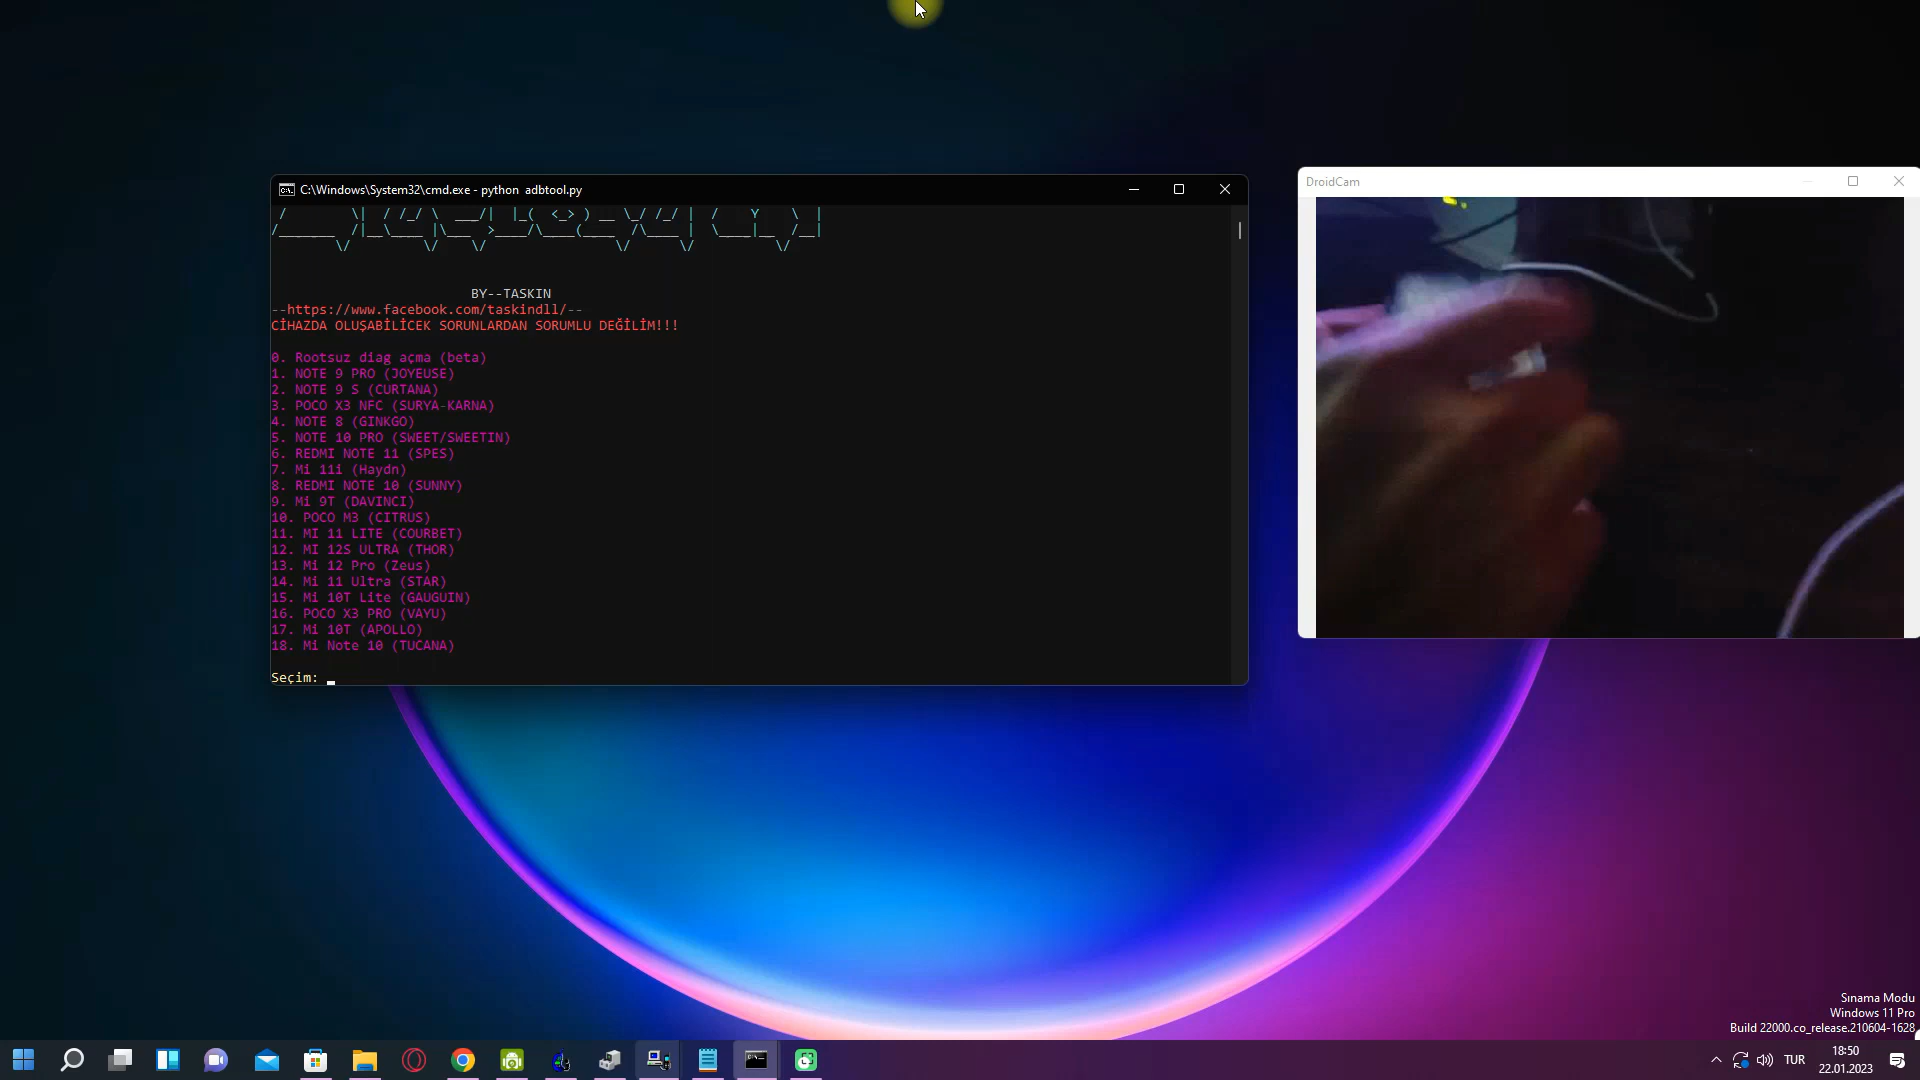 C:\Windows\System32\cmd.exe - python  adbtool.py
BY--TASKIN
--https://www.facebook.com/taskindll/--
CİHAZDA OLUŞABİLİCEK SORUNLARDAN SORUMLU DEĞİLİM!!!
0. Rootsuz diag açma (beta)
1. NOTE 9 PRO (JOYEUSE)
2. NOTE 9 S (CURTANA)
3. POCO X3 NFC (SURYA-KARNA)
4. NOTE 8 (GINKGO)
5. NOTE 10 PRO (SWEET/SWEETIN)
6. REDMI NOTE 11 (SPES)
7. Mi 11i (Haydn)
8. REDMI NOTE 10 (SUNNY)
9. Mi 9T (DAVINCI)
10. POCO M3 (CITRUS)
11. MI 11 LITE (COURBET)
12. MI 12S ULTRA (THOR)
13. Mi 12 Pro (Zeus)
14. Mi 11 Ultra (STAR)
15. Mi 10T Lite (GAUGUIN)
16. POCO X3 PRO (VAYU)
17. Mi 10T (APOLLO)
18. Mi Note 10 (TUCANA)
Seçim:
DroidCam
Sınama Modu
Windows 11 Pro
Build 22000.co_release.210604-1628
TUR
18:50
22.01.2023